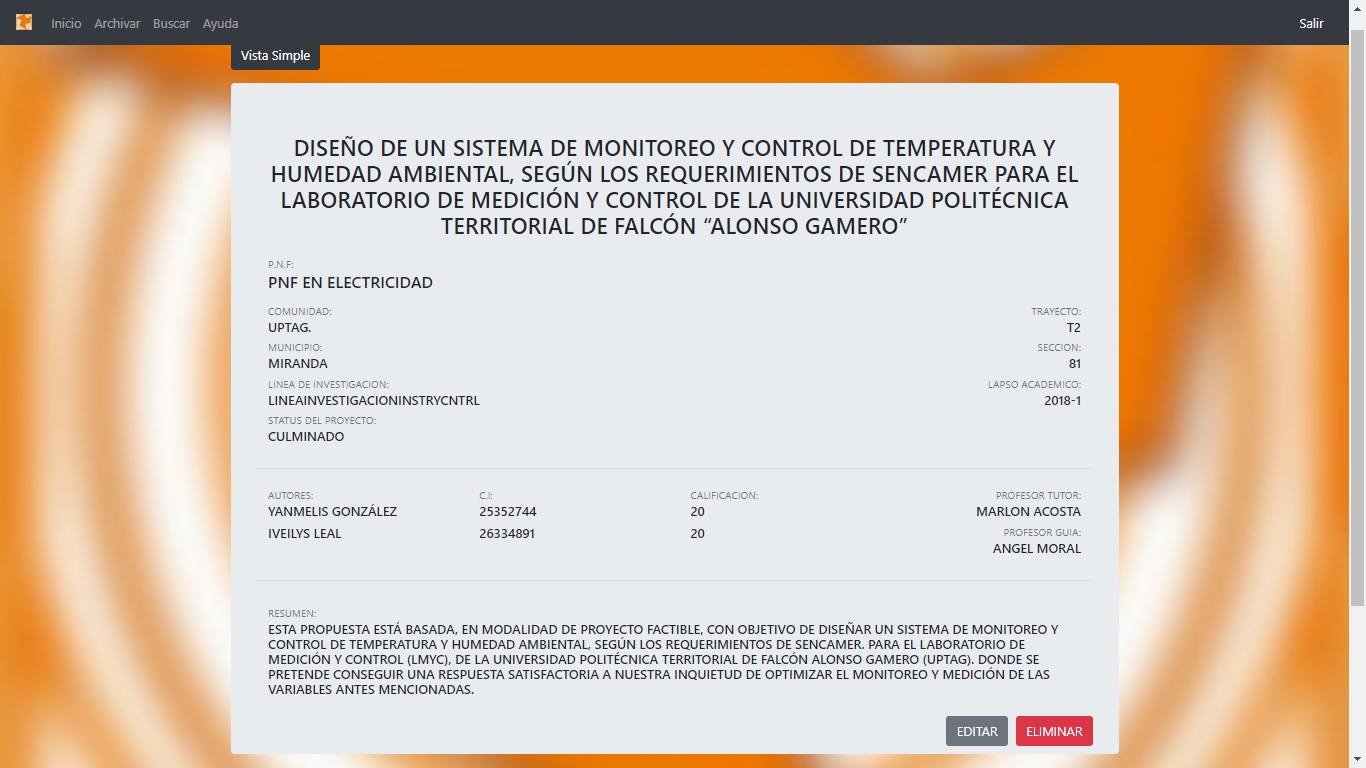 Inicio Archivar Buscar Ayuda Salir
Vista Simple
DISEÑO DE UN SISTEMA DE MONITOREO Y CONTROL DE TEMPERATURA Y
HUMEDAD AMBIENTAL, SEGÚN LOS REQUERIMIENTOS DE SENCAMER PARA EL
LABORATORIO DE MEDICIÓN Y CONTROL DE LA UNIVERSIDAD POLITÉCNICA
TERRITORIAL DE FALCÓN “ALONSO GAMERO”
P.N.F:
PNF EN ELECTRICIDAD
COMUNIDAD: TRAYECTO:
UPTAG. T2
MUNICIPIO: SECCION:
MIRANDA 81
LINEA DE INVESTIGACION: LAPSO ACADEMICO:
LINEAINVESTIGACIONINSTRYCNTRL 2018-1
STATUS DEL PROYECTO:
CULMINADO
AUTORES: C.I: CALIFICACION: PROFESOR TUTOR:
YANMELIS GONZÁLEZ 25352744 20 MARLON ACOSTA
IVEILYS LEAL 26334891 20 PROFESOR GUIA:
ANGEL MORAL
RESUMEN:
ESTA PROPUESTA ESTÁ BASADA, EN MODALIDAD DE PROYECTO FACTIBLE, CON OBJETIVO DE DISEÑAR UN SISTEMA DE MONITOREO Y
CONTROL DE TEMPERATURA Y HUMEDAD AMBIENTAL, SEGÚN LOS REQUERIMIENTOS DE SENCAMER. PARA EL LABORATORIO DE
MEDICIÓN Y CONTROL (LMYC), DE LA UNIVERSIDAD POLITÉCNICA TERRITORIAL DE FALCÓN ALONSO GAMERO (UPTAG). DONDE SE
PRETENDE CONSEGUIR UNA RESPUESTA SATISFACTORIA A NUESTRA INQUIETUD DE OPTIMIZAR EL MONITOREO Y MEDICIÓN DE LAS
VARIABLES ANTES MENCIONADAS.
EDITAR ELIMINAR